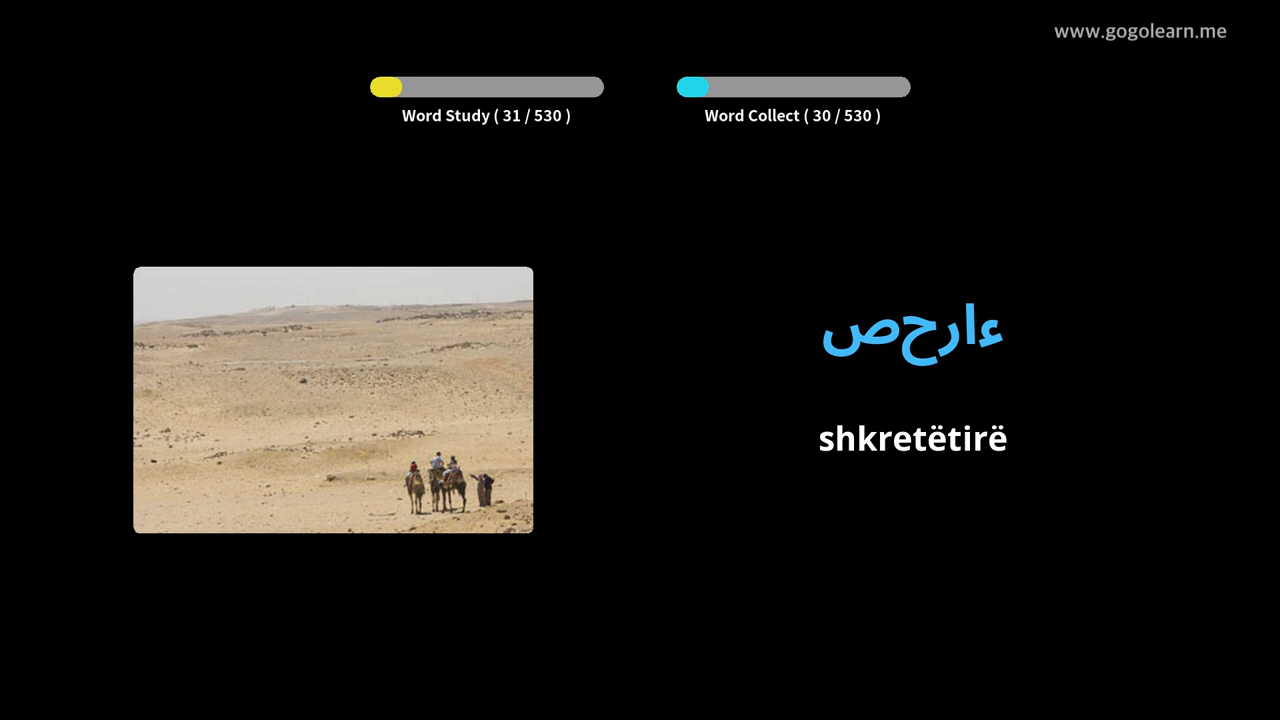 www.gogolearn.me
Word Study ( 31 / 530 )
Word Collect ( 30 / 530 )
ءارحص
shkretëtirë